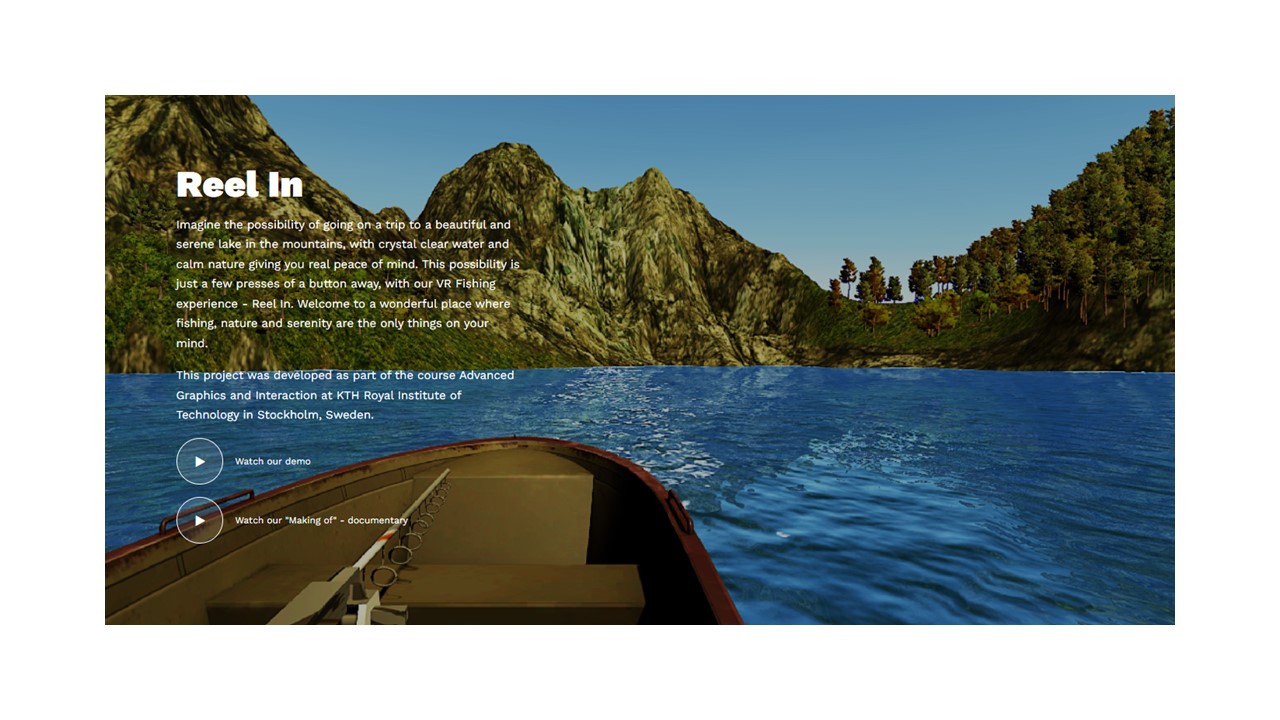 Reel In
Imagine the possibility of going on a trip to a beautiful and
serene lake in the mountains, with crystal clear water and
calm nature giving you real peace of mind. This possibility is
just a few presses of a button away, with our VR Fishing
experience - Reel In. Welcome to a wonderful place where
fishing, nature and serenity are the only things on your
mind.
This project was developed as part of the course Advanced
Graphics and Interaction at KTH Royal Institute of
Technology in Stockholm, Sweden.
Watch our demo
Watch our "Making of" - documentary